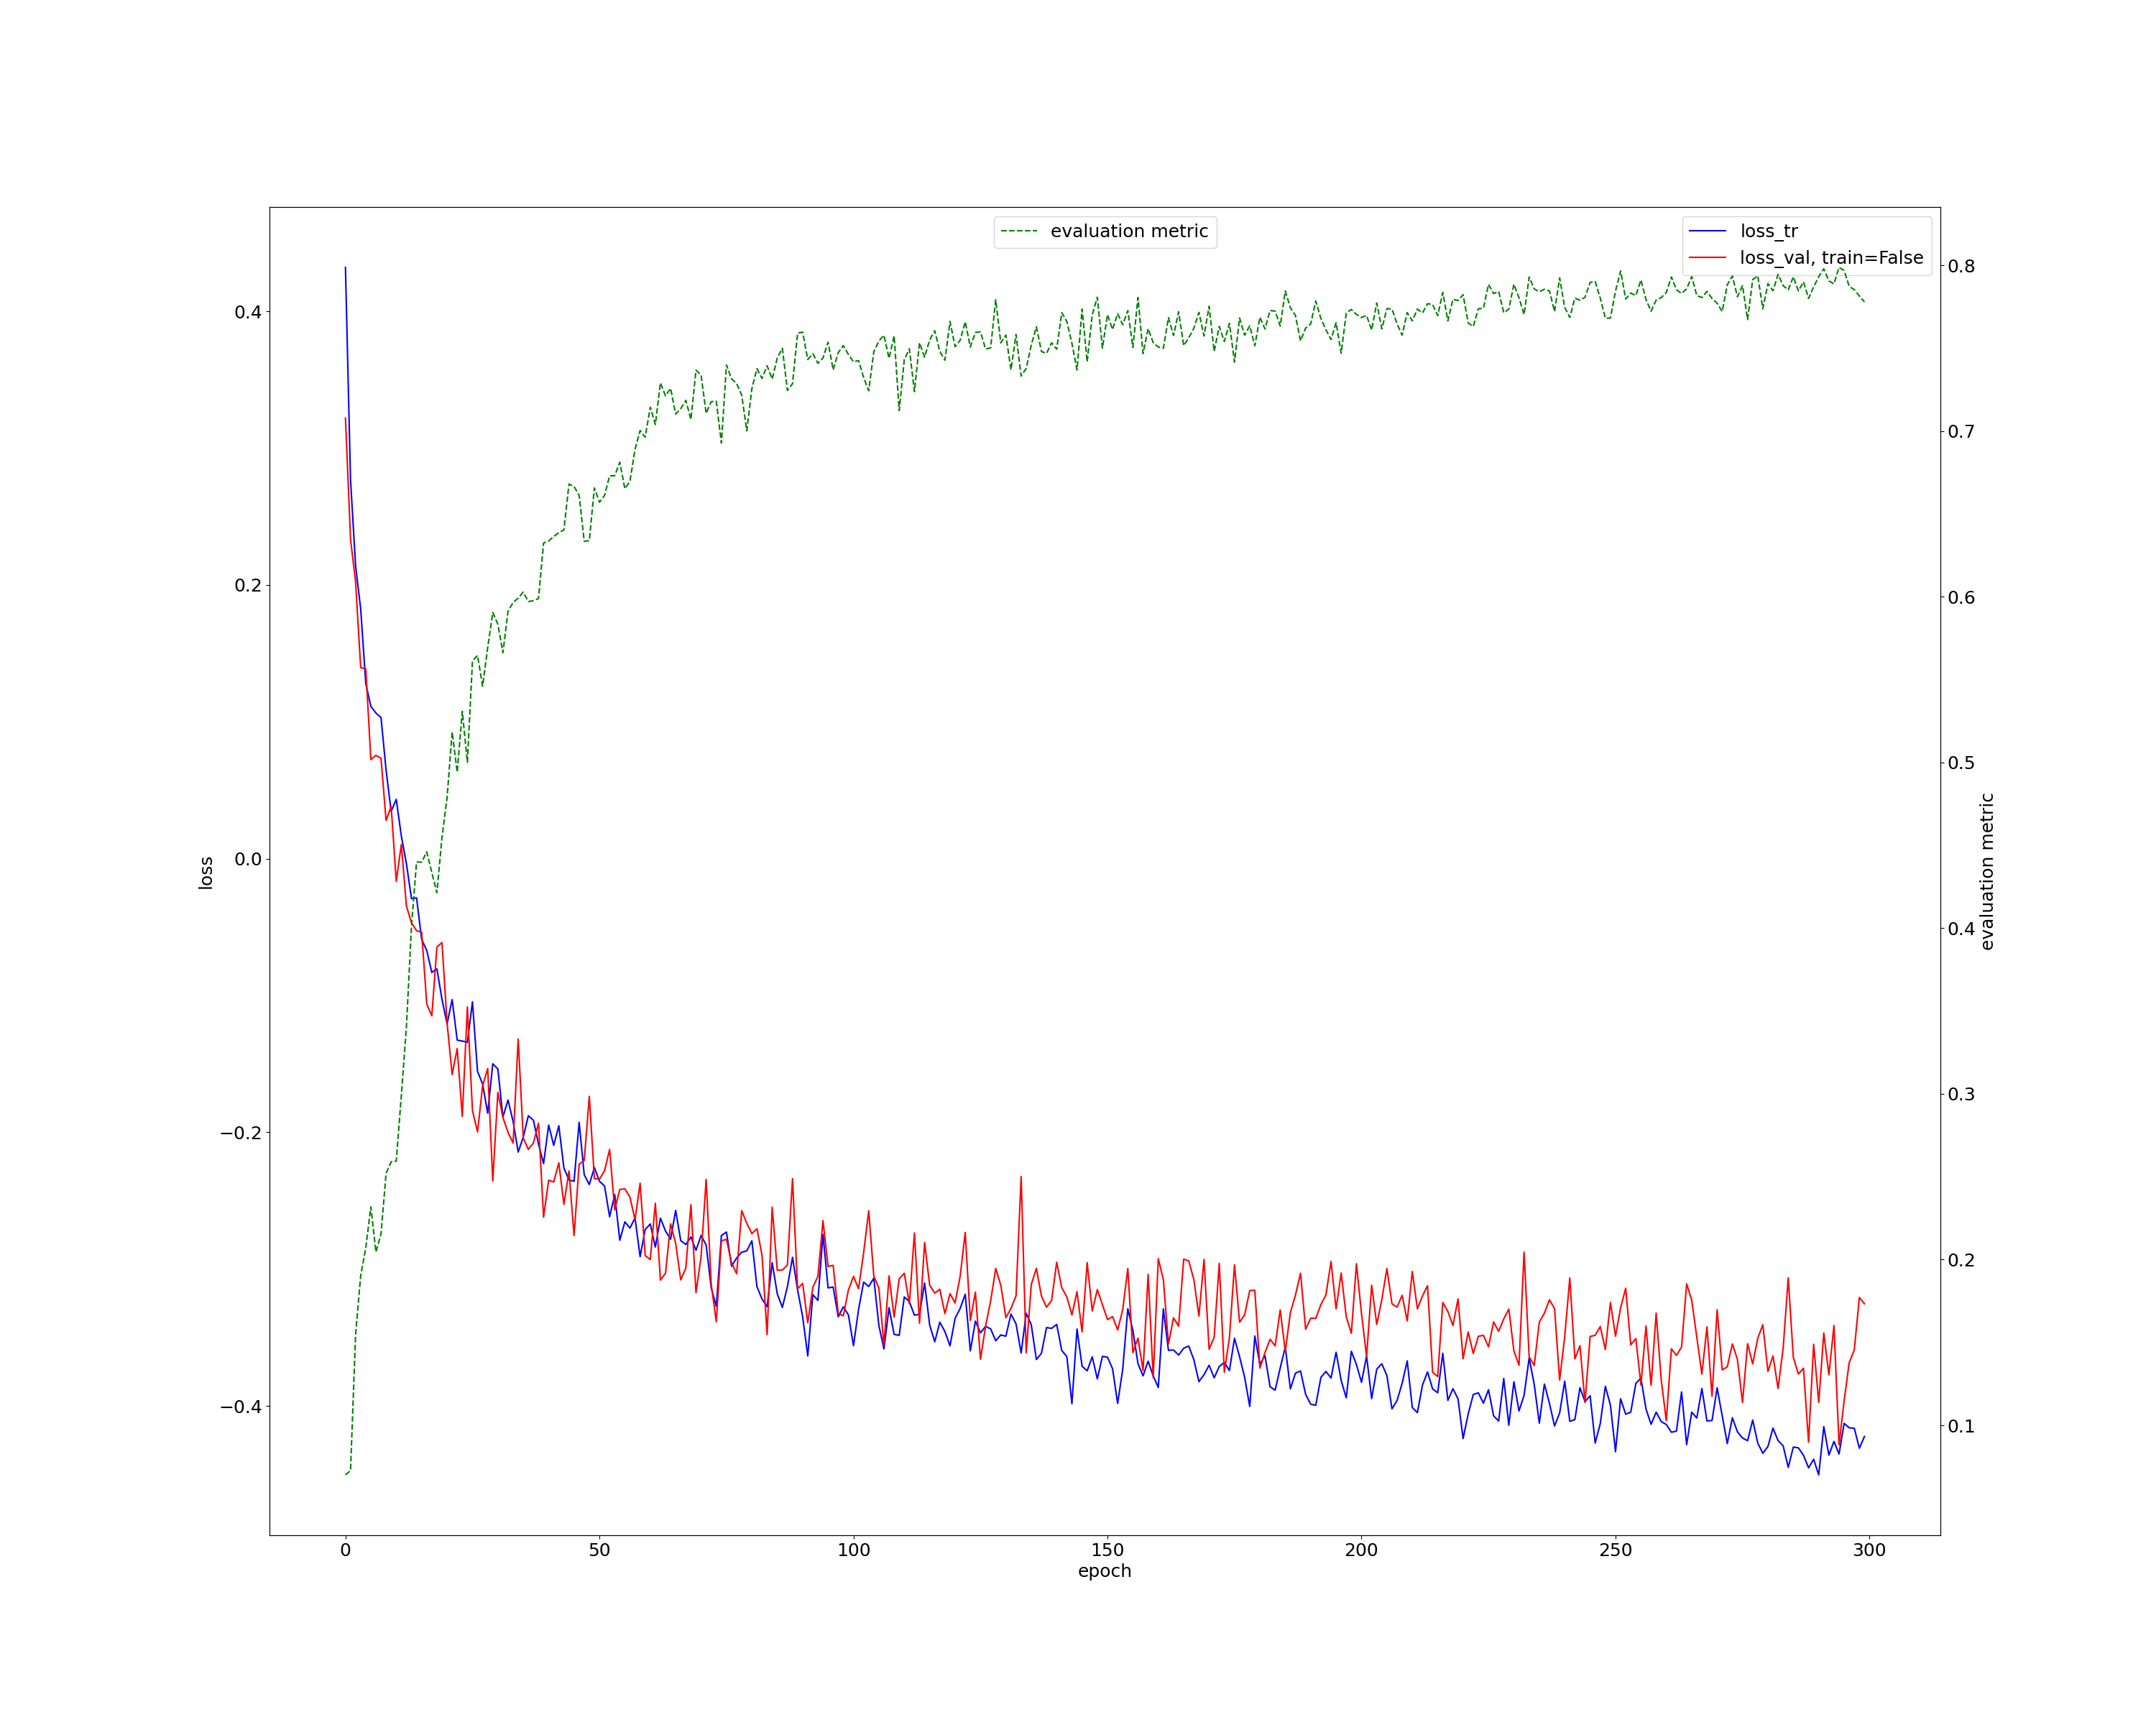 evaluation metric
loss_tr
loss_val, train=False
0.4
0.2
0.0
−0.2
−0.4
loss
0.8
0.7
0.6
0.5
0.4
0.3
0.2
0.1
evaluation metric
0 50 100 150 200 250 300
epoch